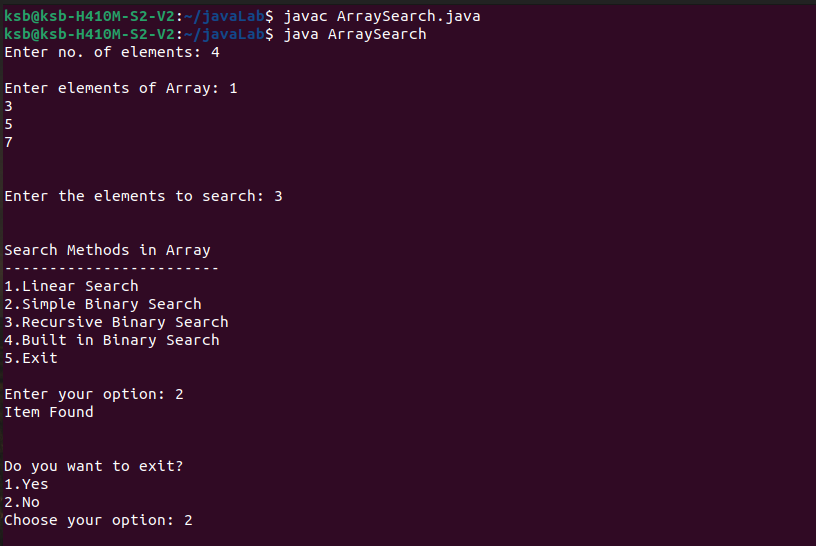 ksb@ksb-H410M-S2-V2:~/javaLab$ javac ArraySearch.java
ksb@ksb-H410M-S2-V2:~/javaLab$ java ArraySearch
Enter no. of elements: 4
Enter elements of Array: 1
3
5
7
Enter the elements to search: 3
Search Methods in Array
------------------------
1.Linear Search
2.Simple Binary Search
3.Recursive Binary Search
4.Built in Binary Search
5.Exit
Enter your option: 2
Item Found
Do you want to exit?
1.Yes
2.No
Choose your option: 2